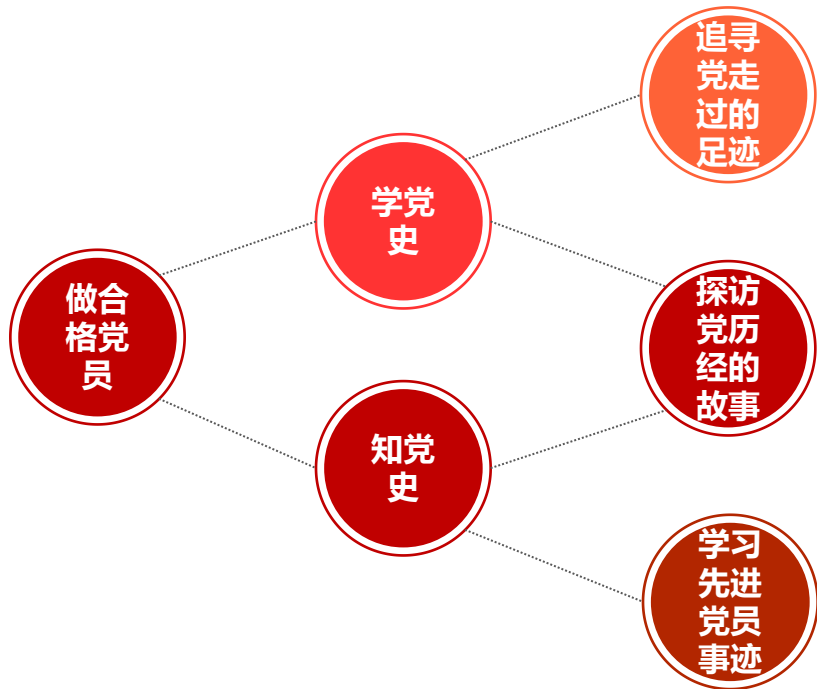 追寻
党走
过的
足迹
学党
史
做合
格党
员
探访
党历
经的
故事
知党
史
学习
先进
党员
事迹